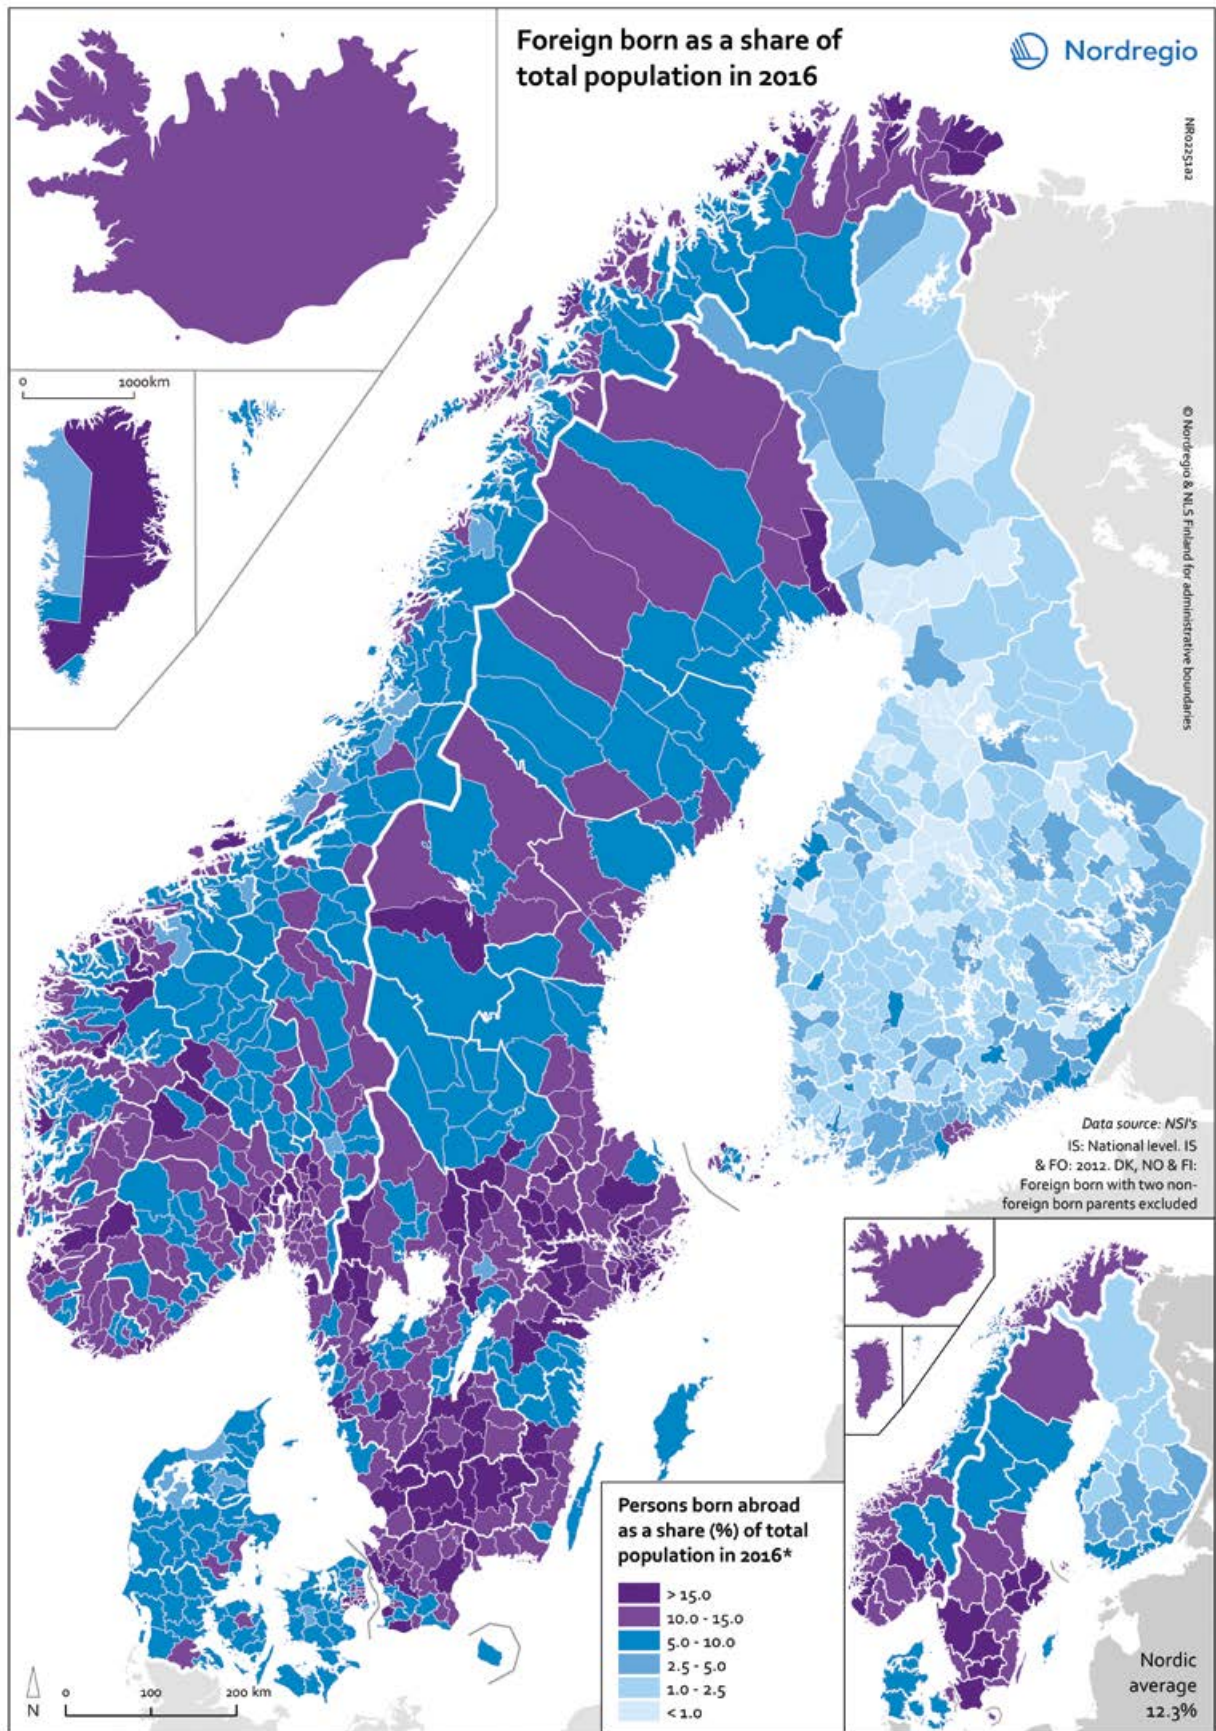 Foreign born as a share of
total population in 2016
Nordregio
NR02251a2
0 1000km
© Nordregio & NLS Finland for administrative boundaries
Data source: NSI's
IS: National level. IS
& FO: 2012. DK, NO & FI:
Foreign born with two non-
foreign born parents excluded
Persons born abroad
as a share (%) of total
population in 2016*
> 15.0
10.0 - 15.0
5.0 - 10.0
2.5 - 5.0
1.0 - 2.5
< 1.0
N
0 100 200 km
Nordic
average
12.3%